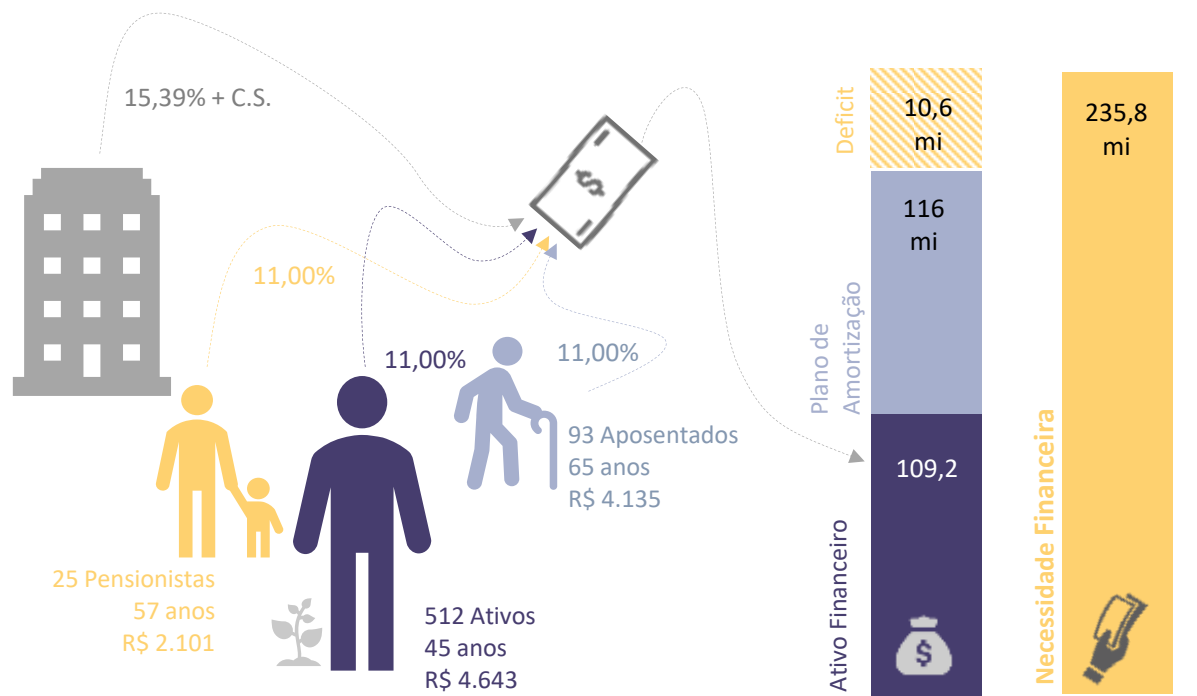 15,39% + C.S.
11,00%
11,00%
11,00%
25 Pensionistas
57 anos
R$ 2.101
512 Ativos
45 anos
R$ 4.643
93 Aposentados
65 anos
R$ 4.135
$
Deficit
10,6
mi
Plano de
Amortização
116
mi
Ativo Financeiro
109,2
$
Necessidade Financeira
235,8
mi